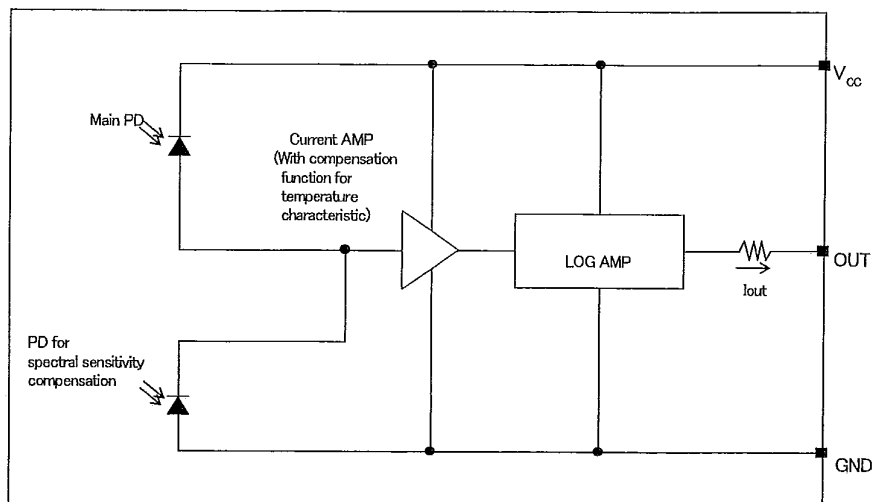 Vcc
Main PD
Current AMP
(With compensation
function for
temperature
characteristic)
LOG AMP
OUT
Iout
PD for
spectral sensitivity
compensation
GND